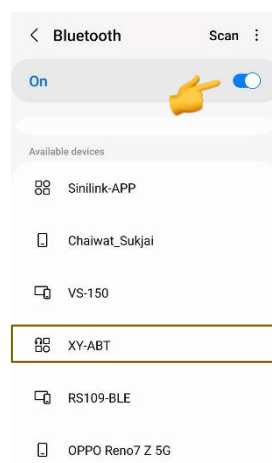 Bluetooth Scan
On
Available devices
Sinilink-APP
Chaiwat_Sukjai
VS-150
XY-ABT
RS109-BLE
OPPO Reno7 Z 5G